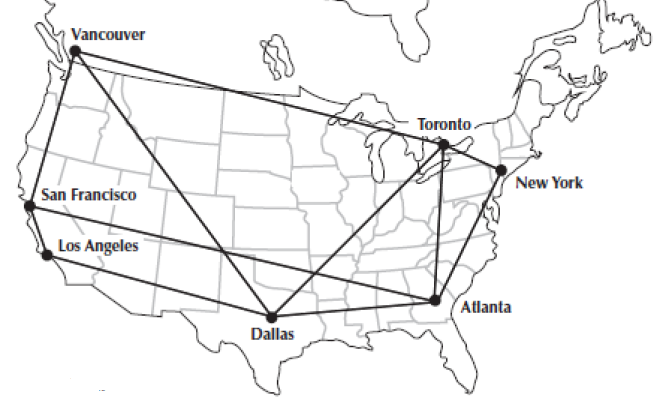 Vancouver
Toronto
New York
San Francisco
Los Angeles
Atlanta
Dallas